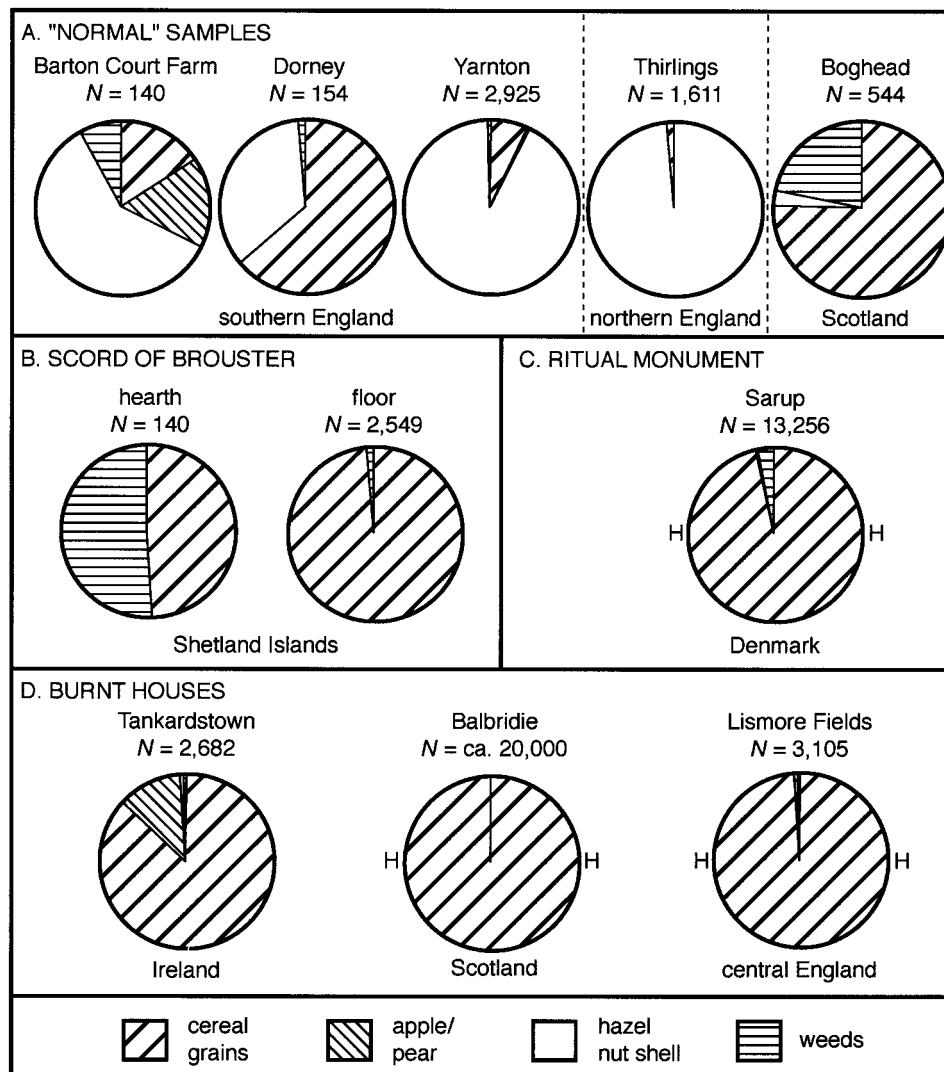 A. "NORMAL" SAMPLES
Barton Court Farm
N = 140
Dorney
N = 154
Yarnton
N = 2,925
Thirlings
N = 1,611
Boghead
N = 544
southern England
northern England
Scotland
B. SCORD OF BROUSTER
hearth
N = 140
floor
N = 2,549
Shetland Islands
C. RITUAL MONUMENT
Sarup
N = 13,256
H
H
Denmark
D. BURNT HOUSES
Tankardstown
N = 2,682
Balbridie
N = ca. 20,000
Lismore Fields
N = 3,105
H
H
H
H
Ireland
Scotland
central England
cereal
grains
apple/
pear
hazel
nut shell
weeds